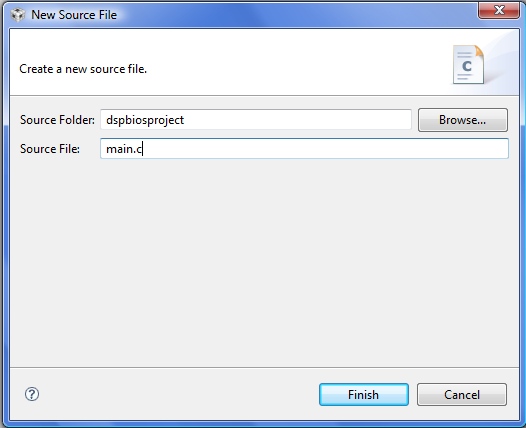 New Source File
Create a new source file.
C
Source Folder: dspbiosproject Browse...
Source File: main.c
? Finish Cancel